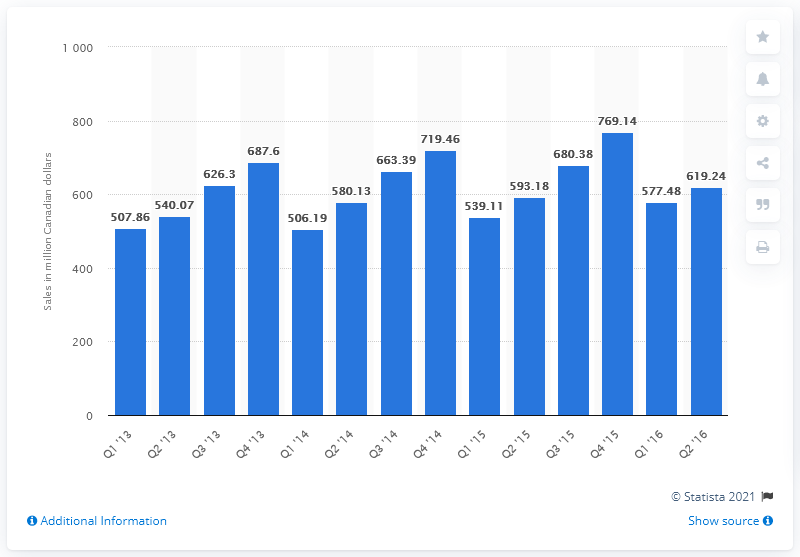 1 000
800
600
400
200
0
Sales in million Canadian dollars
507.86
540.07
626.3
687.6
506.19
580.13
663.39
719.46
539.11
593.18
680.38
769.14
577.48
619.24
Q1 '13
Q2 '13
Q3 '13
Q4 '13
Q1 '14
Q2 '14
Q3 '14
Q4 '14
Q1 '15
Q2 '15
Q3 '15
Q4 '15
Q1 '16
Q2 '16
© Statista 2021
Additional Information
Show source